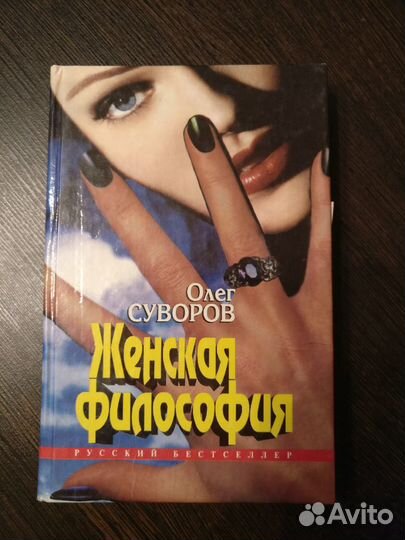 Олег
СУВОРОВ
Женская
философия
РУССКИЙ БЕСТСЕЛЛЕР
Avito